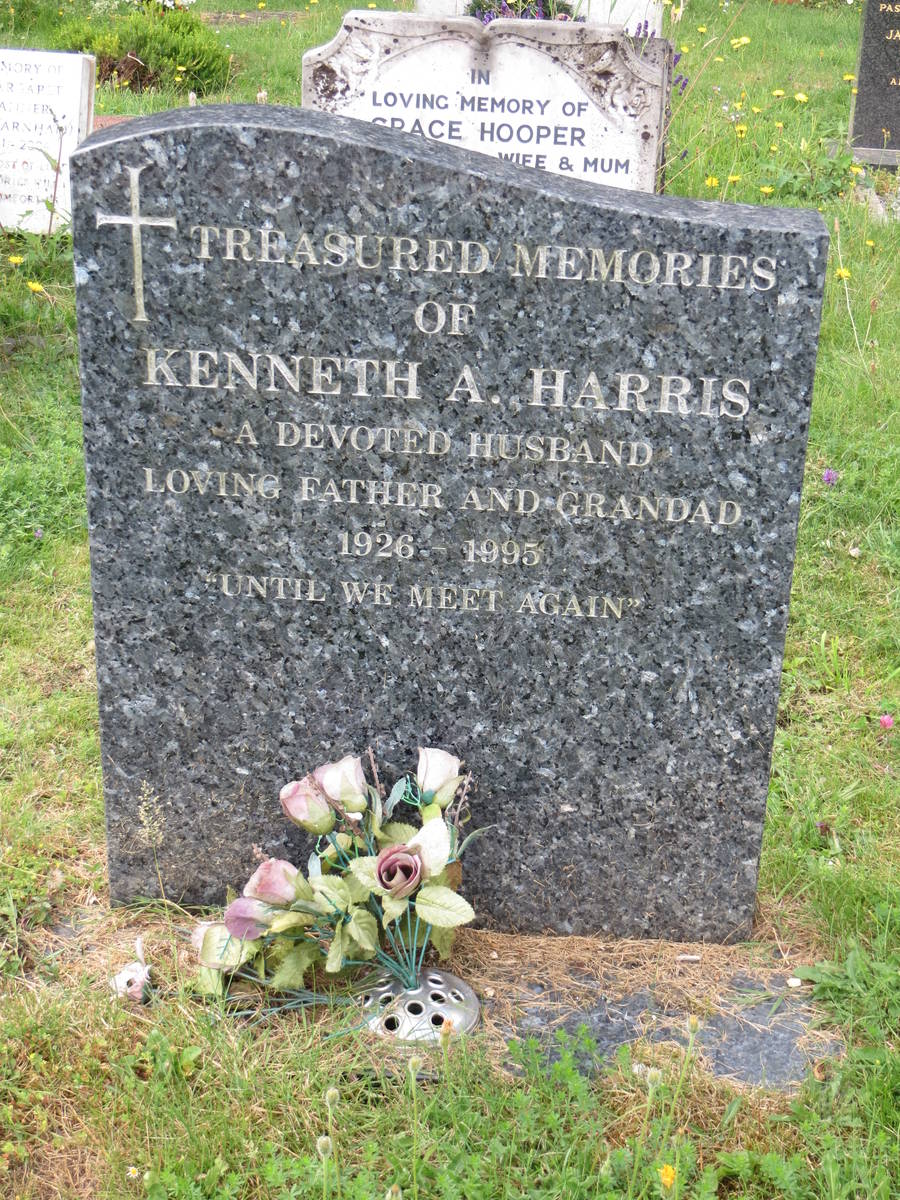 IN
LOVING MEMORY OF
GRACE HOOPER
WIFE & MUM
TREASURED MEMORIES
OF
KENNETH A. HARRIS
A DEVOTED HUSBAND
LOVING FATHER AND GRANDAD
1926 - 1995
"UNTIL WE MEET AGAIN"